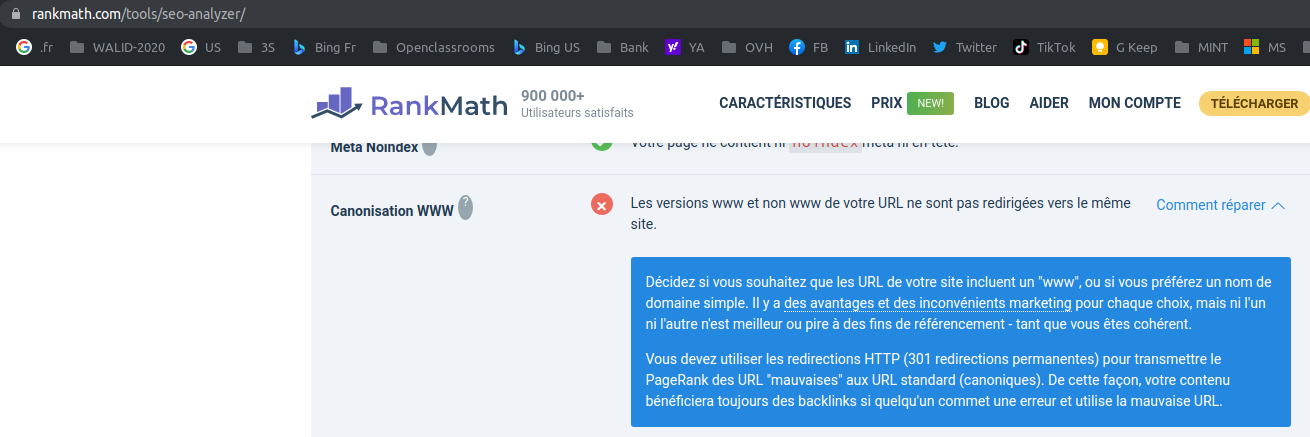 rankmath.com/tools/seo-analyzer/
.fr WALID-2020 US 3S Bing Fr Openclassrooms Bing US Bank YA OVH FB LinkedIn Twitter TikTok G Keep MINT MS
RankMath
900 000+
Utilisateurs satisfaits
CARACTÉRISTIQUES PRIX NEW! BLOG AIDER MON COMPTE TÉLÉCHARGER
Meta Noindex
Votre page ne contient ni noindex meta ni en tête.
Canonisation WWW ?
Les versions www et non www de votre URL ne sont pas redirigées vers le même
site.
Comment réparer
Décidez si vous souhaitez que les URL de votre site incluent un "www", ou si vous préférez un nom de
domaine simple. Il y a des avantages et des inconvénients marketing pour chaque choix, mais ni l'un
ni l'autre n'est meilleur ou pire à des fins de référencement - tant que vous êtes cohérent.
Vous devez utiliser les redirections HTTP (301 redirections permanentes) pour transmettre le
PageRank des URL "mauvaises" aux URL standard (canoniques). De cette façon, votre contenu
bénéficiera toujours des backlinks si quelqu'un commet une erreur et utilise la mauvaise URL.